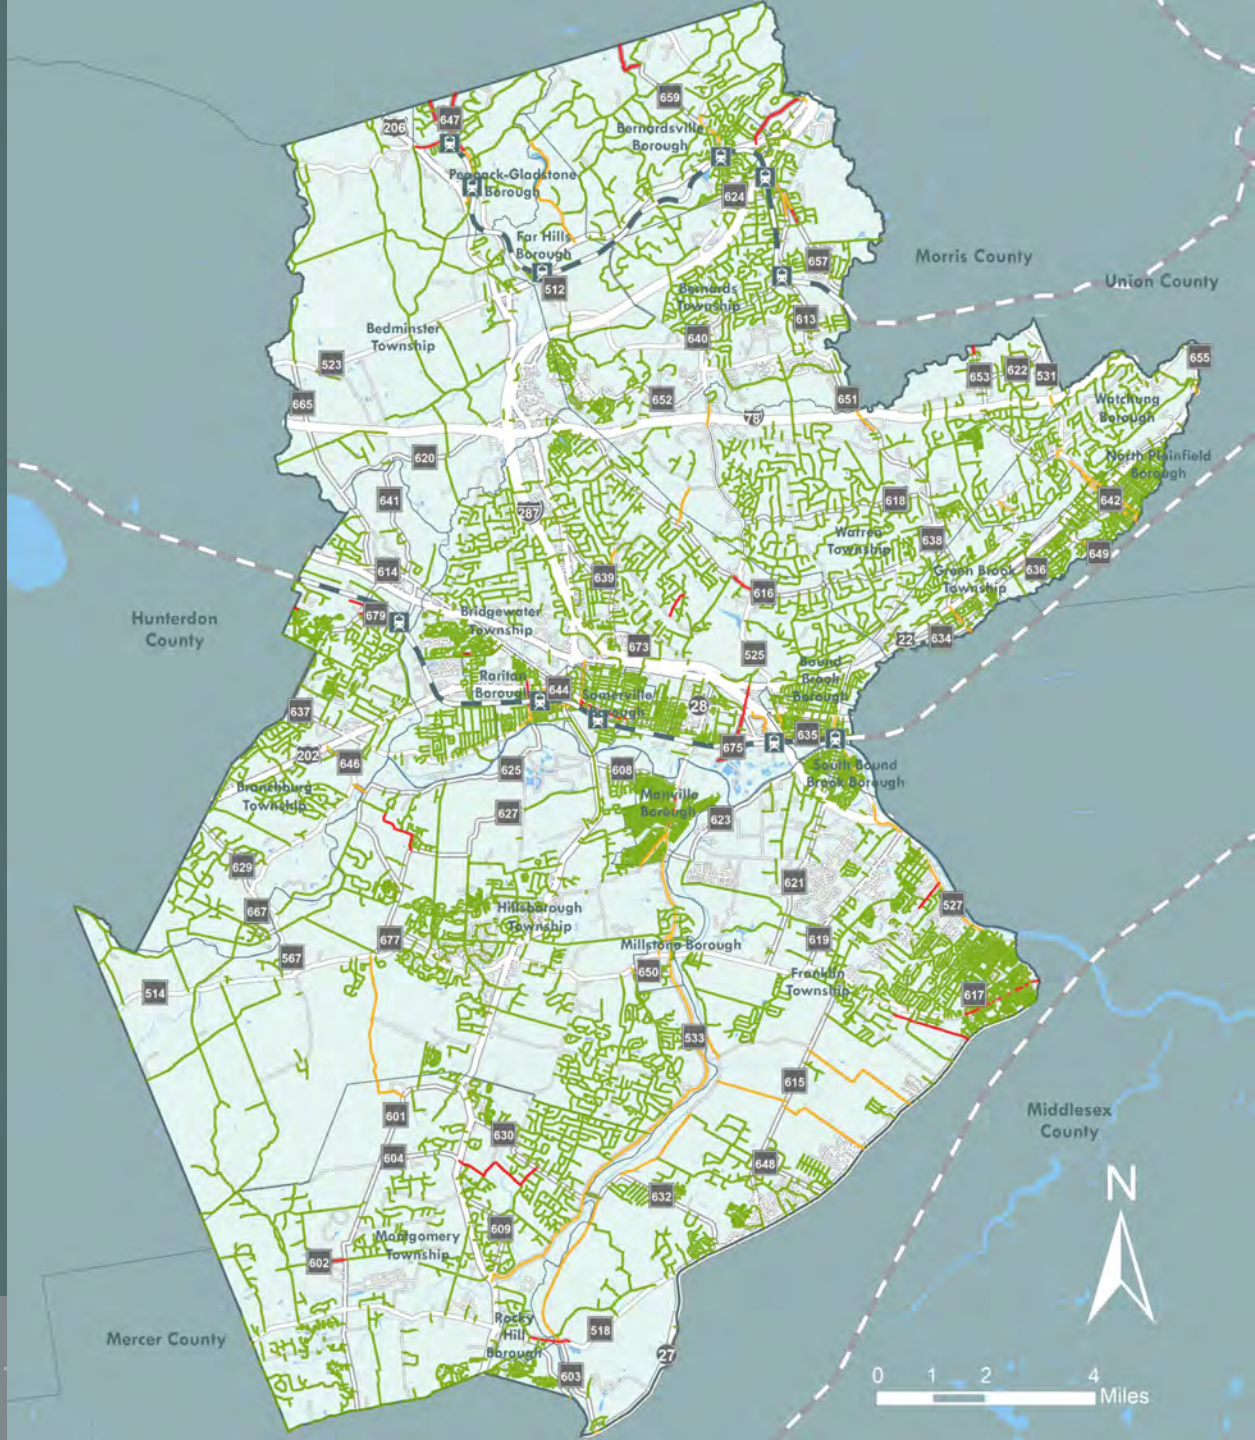 659
647
206
Bernardsville
Borough
Peapack-Gladstone
Borough
624
Far Hills
Borough
Morris County
657
Union County
512
Bernards
Township
613
Bedminster
Township
640
523
655
653
622
531
665
652
651
Watchung
Borough
78
620
North Plainfield
Borough
641
618
642
287
Warren
Township
638
649
614
639
636
Green Brook
Township
616
Hunterdon
County
679
Bridgewater
Township
22
634
673
525
Bound
Brook
Borough
Raritan
Borough
644
Somerville
Borough
28
637
675
635
202
646
625
608
South Bound
Brook Borough
Branchburg
Township
Manville
Borough
627
623
629
621
667
Hillsborough
Township
527
677
619
Millstone Borough
567
650
Franklin
Township
514
617
533
615
601
Middlesex
County
630
604
648
N
632
609
Montgomery
Township
602
Rocky
Hill
Borough
518
Mercer County
27
603
0 1 2 4
Miles